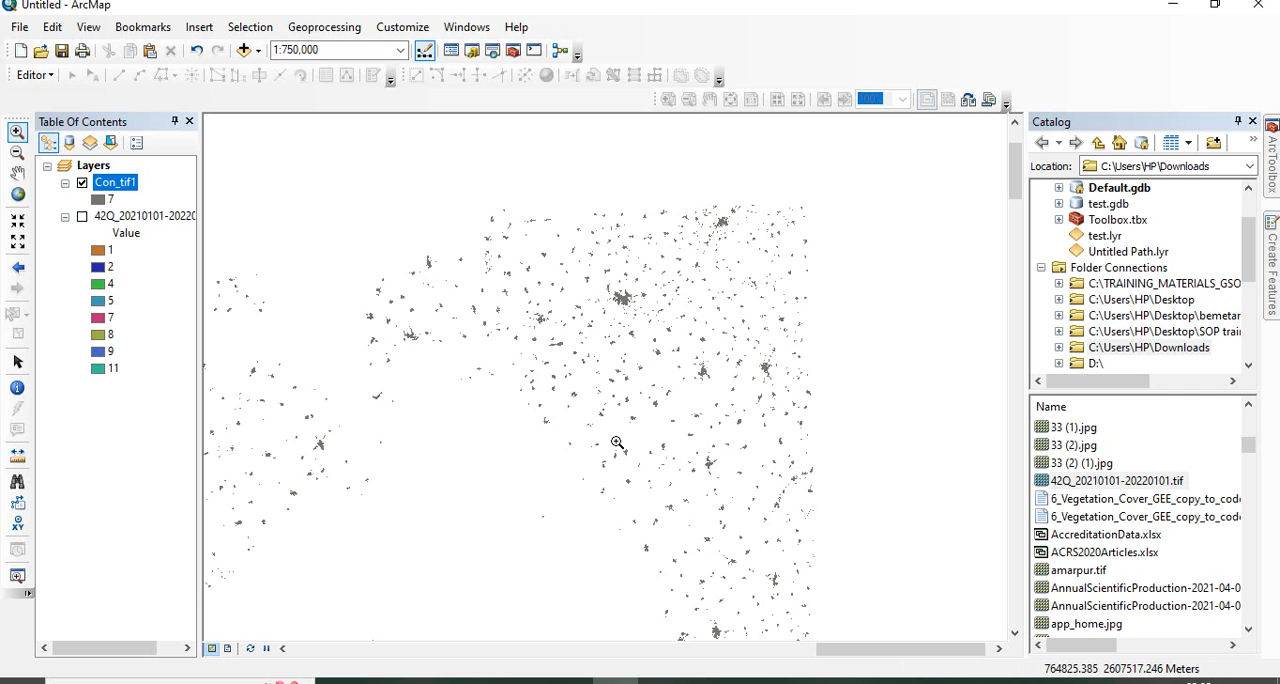 Untitled - ArcMap
File Edit View Bookmarks Insert Selection Geoprocessing Customize Windows Help
1:750,000
Editor
100%
Table Of Contents
Layers
Con_tif1
7
42Q_20210101-2022C
Value
1
2
4
5
7
8
9
11
XY
Catalog
Location: C:\Users\HP\Downloads
Default.gdb
test.gdb
Toolbox.tbx
test.lyr
Untitled Path.lyr
Folder Connections
C:\TRAINING_MATERIALS_GSO
C:\Users\HP\Desktop
C:\Users\HP\Desktop\bemetar
C:\Users\HP\Desktop\SOP trai
C:\Users\HP\Downloads
D:\
Name
33 (1).jpg
33 (2).jpg
33 (2) (1).jpg
42Q_20210101-20220101.tif
6_Vegetation_Cover_GEE_copy_to_code
6_Vegetation_Cover_GEE_copy_to_code
AccreditationData.xlsx
ACRS2020Articles.xlsx
amarpur.tif
AnnualScientificProduction-2021-04-0
AnnualScientificProduction-2021-04-0
app_home.jpg
ArcToolbox
Create Features
764825.385 2607517.246 Meters